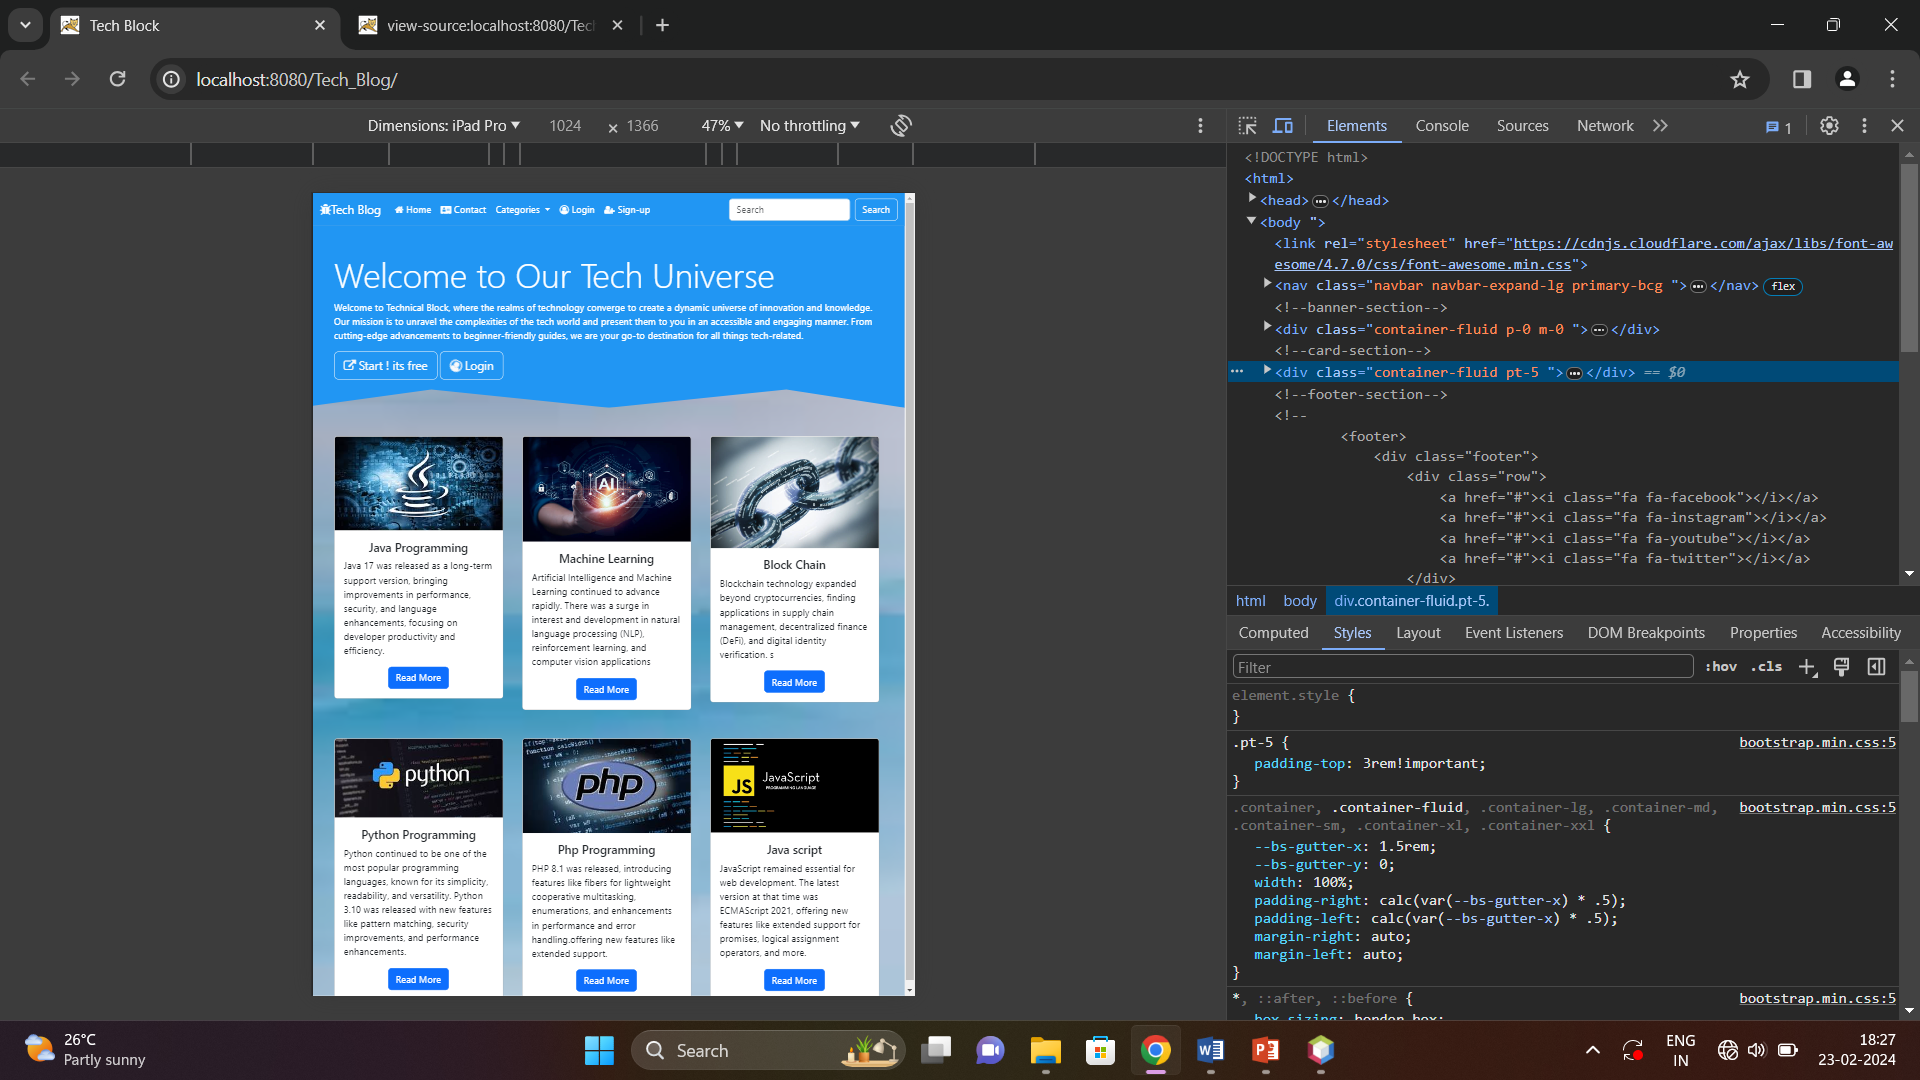 Tech Block
view-source:localhost:8080/Tec
localhost:8080/Tech_Blog/
Dimensions: iPad Pro 1024 × 1366 47% No throttling
Elements Console Sources Network 1
Tech Blog Home Contact Categories Login Sign-up Search Search
Welcome to Our Tech Universe
Welcome to Technical Block, where the realms of technology converge to create a dynamic universe of innovation and knowledge.
Our mission is to unravel the complexities of the tech world and present them to you in an accessible and engaging manner. From
cutting-edge advancements to beginner-friendly guides, we are your go-to destination for all things tech-related.
Start ! its free Login
Java
AI
Java Programming
Java 17 was released as a long-term
support version, bringing
improvements in performance,
security, and language
enhancements, focusing on
developer productivity and
efficiency.
Read More
Machine Learning
Artificial Intelligence and Machine
Learning continued to advance
rapidly. There was a surge in
interest and development in natural
language processing (NLP),
reinforcement learning, and
computer vision applications
Read More
Block Chain
Blockchain technology expanded
beyond cryptocurrencies, finding
applications in supply chain
management, decentralized finance
(DeFi), and digital identity
verification. s
Read More
python
Python Programming
Python continued to be one of the
most popular programming
languages, known for its simplicity,
readability, and versatility. Python
3.10 was released with new features
like pattern matching, security
improvements, and performance
enhancements.
Read More
php
Php Programming
PHP 8.1 was released, introducing
features like fibers for lightweight
cooperative multitasking,
enumerations, and enhancements
in performance and error
handling.offering new features like
extended support.
Read More
JS JavaScript
PROGRAMMING LANGUAGE
Java script
JavaScript remained essential for
web development. The latest
version at that time was
ECMAScript 2021, offering new
features like extended support for
promises, logical assignment
operators, and more.
Read More
<!DOCTYPE html>
<html>
<head> ••• </head>
<body ">
<link rel="stylesheet" href="https://cdnjs.cloudflare.com/ajax/libs/font-aw
esome/4.7.0/css/font-awesome.min.css">
<nav class="navbar navbar-expand-lg primary-bcg "> ••• </nav> flex
<!--banner-section-->
<div class="container-fluid p-0 m-0 "> ••• </div>
<!--card-section-->
••• <div class="container-fluid pt-5 "> ••• </div> == $0
<!--footer-section-->
<!--
<footer>
<div class="footer">
<div class="row">
<a href="#"><i class="fa fa-facebook"></i></a>
<a href="#"><i class="fa fa-instagram"></i></a>
<a href="#"><i class="fa fa-youtube"></i></a>
<a href="#"><i class="fa fa-twitter"></i></a>
</div>
html body div.container-fluid.pt-5.
Computed Styles Layout Event Listeners DOM Breakpoints Properties Accessibility
Filter :hov .cls
element.style {
}
.pt-5 { bootstrap.min.css:5
padding-top: 3rem!important;
}
.container, .container-fluid, .container-lg, .container-md, bootstrap.min.css:5
.container-sm, .container-xl, .container-xxl {
--bs-gutter-x: 1.5rem;
--bs-gutter-y: 0;
width: 100%;
padding-right: calc(var(--bs-gutter-x) * .5);
padding-left: calc(var(--bs-gutter-x) * .5);
margin-right: auto;
margin-left: auto;
}
*, ::after, ::before { bootstrap.min.css:5
box-sizing: border-box;
26°C
Partly sunny
Search
ENG
IN
18:27
23-02-2024